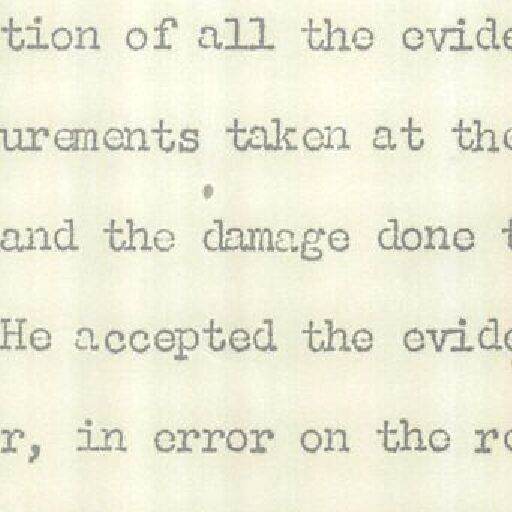 tion of all the evide
urements taken at the
and the damage done t
He accepted the evide
r, in error on the ro